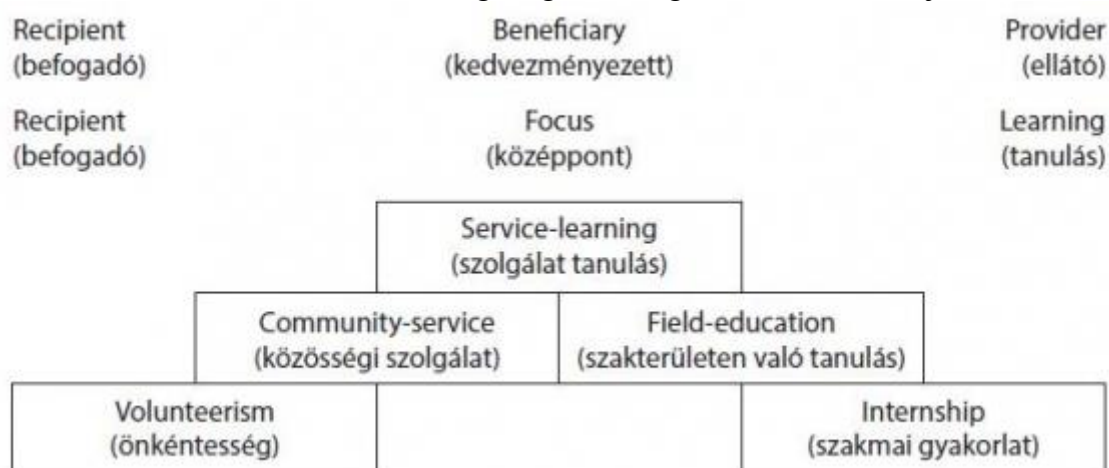 Recipient Beneficiary Provider
(befogadó) (kedvezményezett) (ellátó)
Recipient Focus Learning
(befogadó) (középpont) (tanulás)
Service-learning
(szolgálat tanulás)
Community-service Field-education
(közösségi szolgálat) (szakterületen való tanulás)
Volunteerism Internship
(önkéntesség) (szakmai gyakorlat)